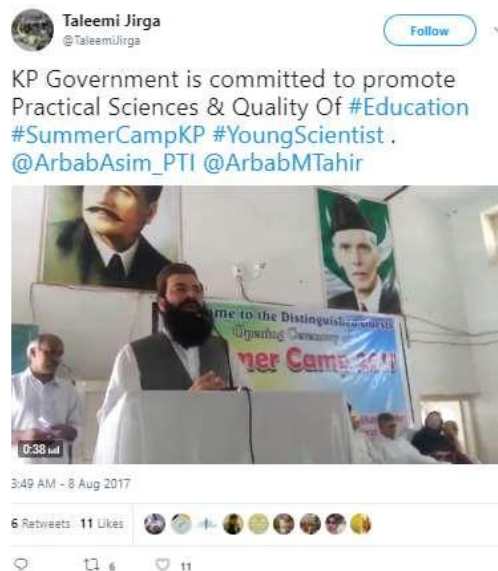 Taleemi Jirga
@TaleemiJirga
Follow
KP Government is committed to promote
Practical Sciences & Quality Of #Education
#SummerCampKP #YoungScientist .
@ArbabAsim_PTI @ArbabMTahir
me to the Distinguished Guests
Opening Ceremony
mer Camp 2017
0:38
3:49 AM - 8 Aug 2017
6 Retweets 11 Likes
6 11